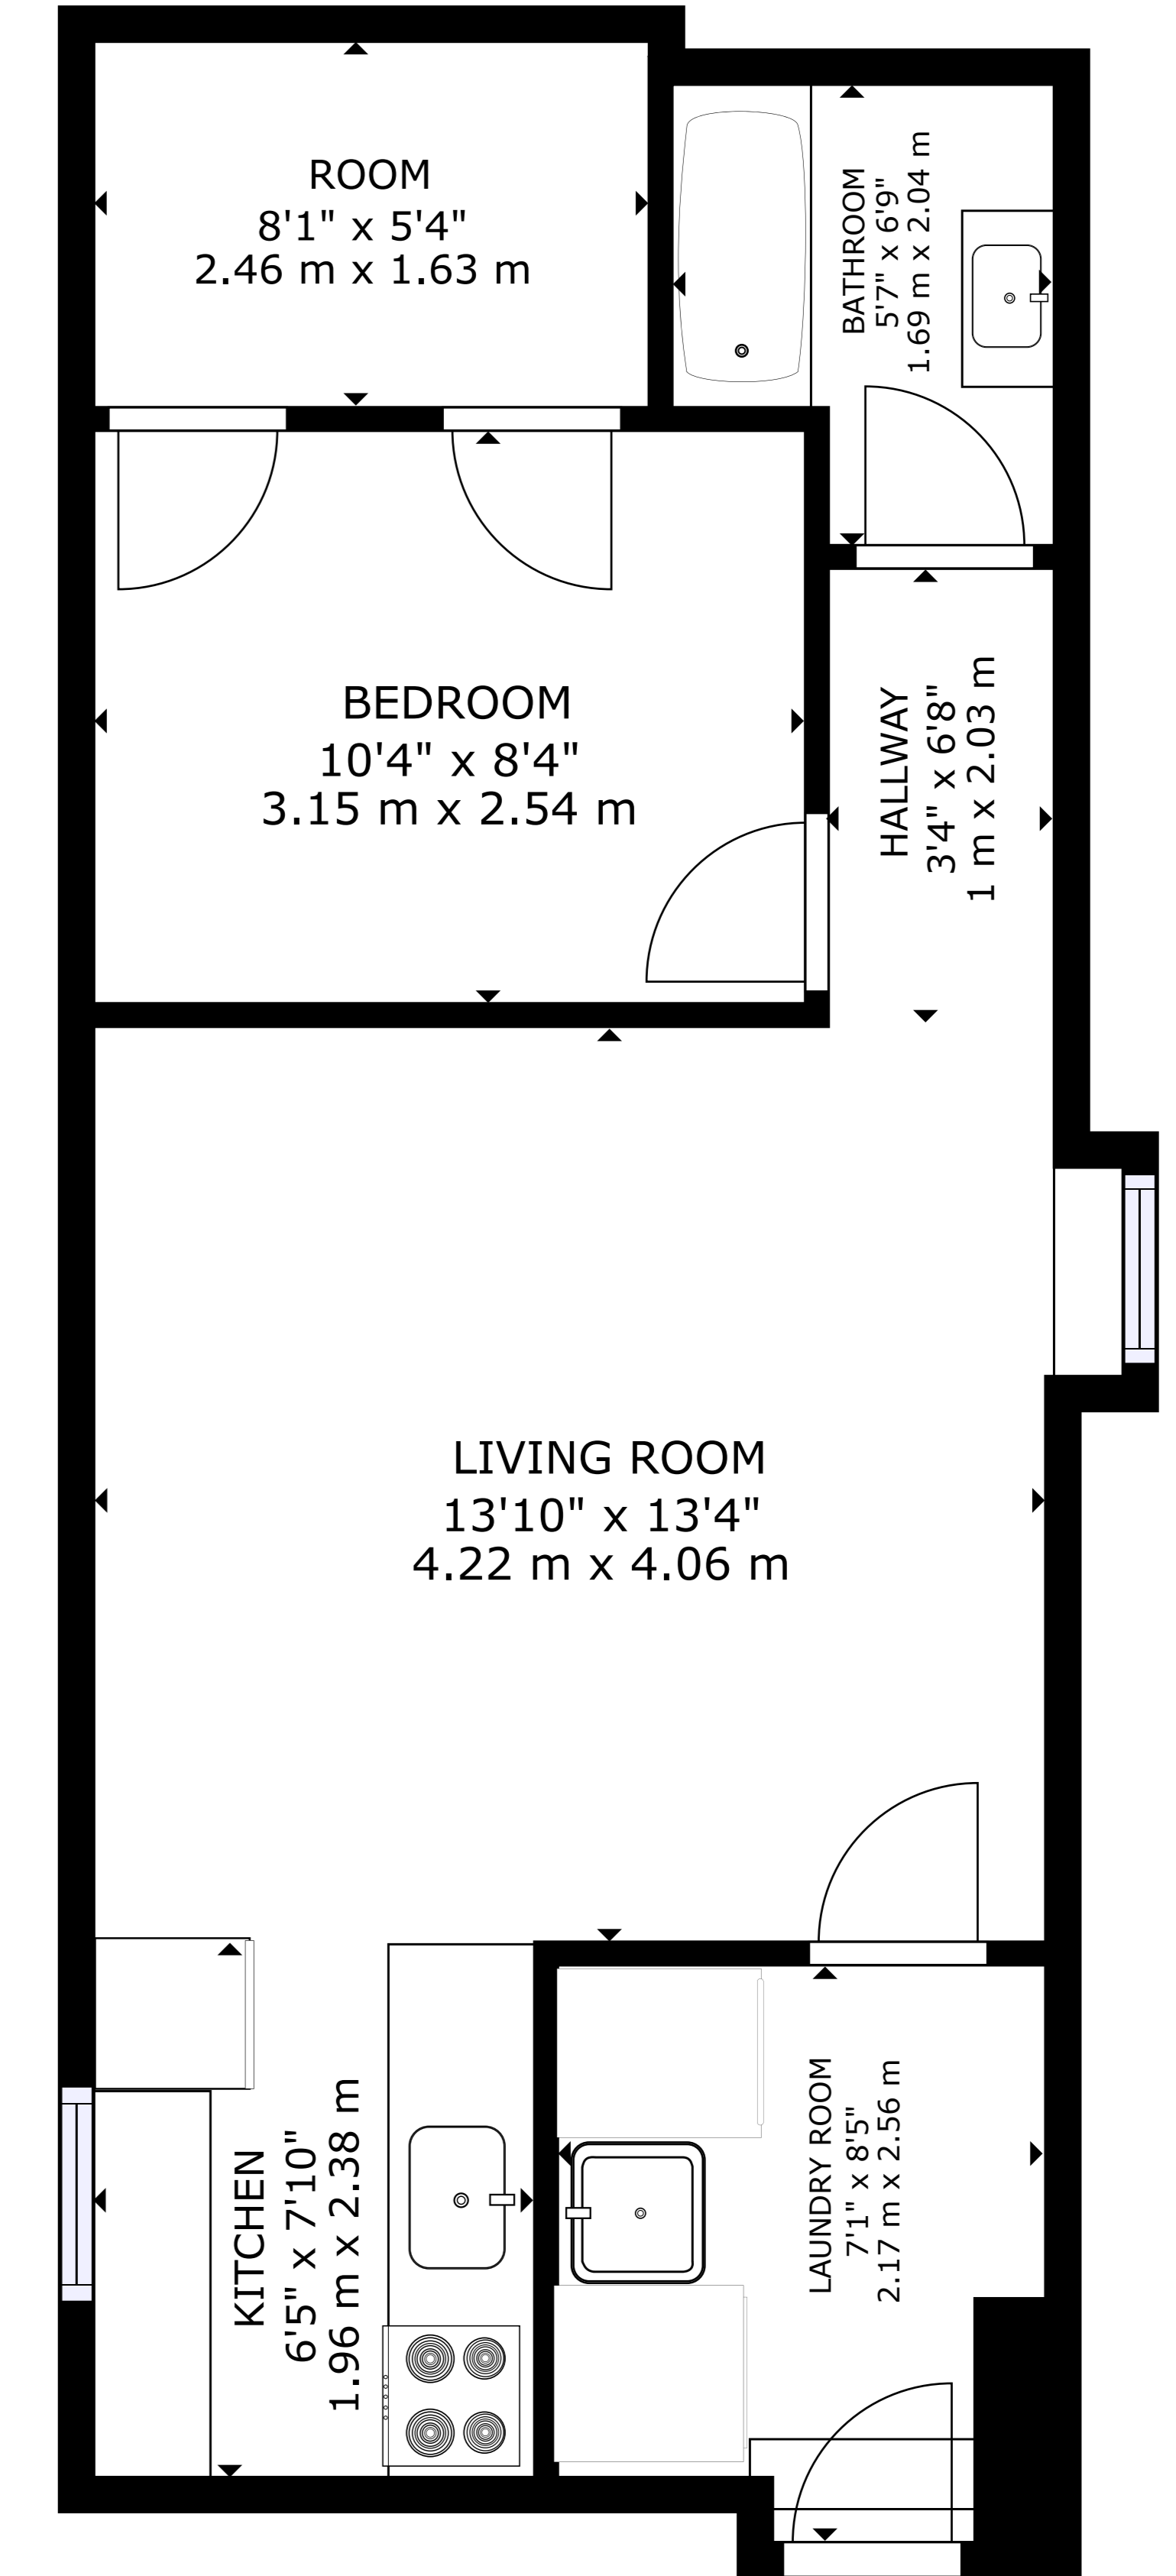 ROOM
8'1" x 5'4"
2.46 m x 1.63 m
BATHROOM
5'7" x 6'9"
1.69 m x 2.04 m
BEDROOM
10'4" x 8'4"
3.15 m x 2.54 m
HALLWAY
3'4" x 6'8"
1 m x 2.03 m
LIVING ROOM
13'10" x 13'4"
4.22 m x 4.06 m
KITCHEN
6'5" x 7'10"
1.96 m x 2.38 m
LAUNDRY ROOM
7'1" x 8'5"
2.17 m x 2.56 m